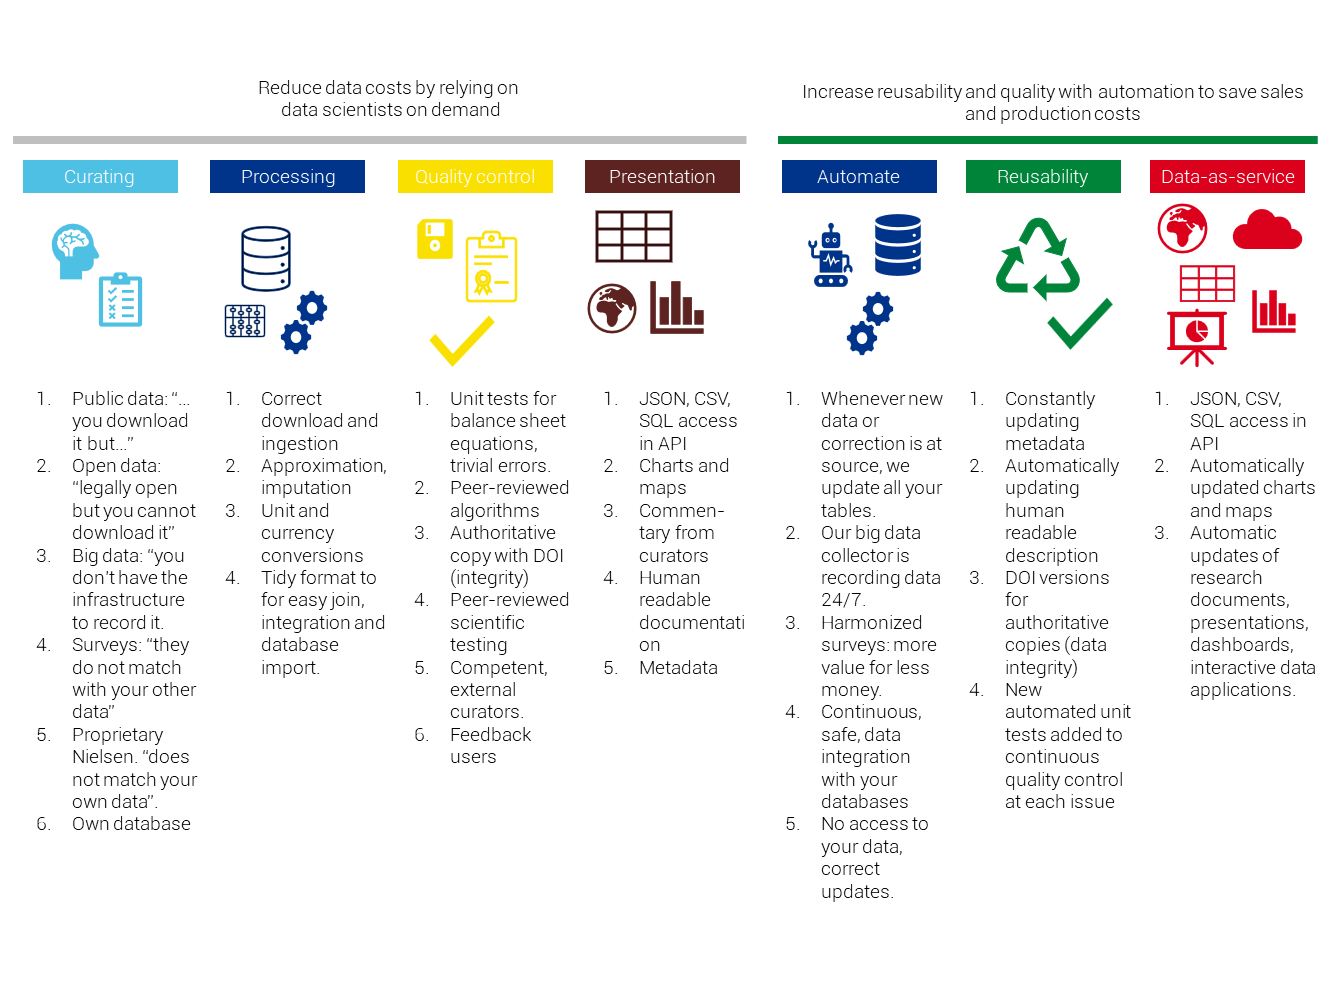 Reduce data costs by relying on
data scientists on demand
Increase reusability and quality with automation to save sales
and production costs
Curating
Processing
Quality control
Presentation
Automate
Reusability
Data-as-service
1. Public data: “...
you download
it but...”
2. Open data:
“legally open
but you cannot
download it”
3. Big data: “you
don’t have the
infrastructure
to record it.
4. Surveys: “they
do not match
with your other
data”
5. Proprietary
Nielsen. “does
not match your
own data”.
6. Own database
1. Correct
download and
ingestion
2. Approximation,
imputation
3. Unit and
currency
conversions
4. Tidy format to
for easy join,
integration and
database
import.
1. Unit tests for
balance sheet
equations,
trivial errors.
2. Peer-reviewed
algorithms
3. Authoritative
copy with DOI
(integrity)
4. Peer-reviewed
scientific
testing
5. Competent,
external
curators.
6. Feedback
users
1. JSON, CSV,
SQL access
in API
2. Charts and
maps
3. Commen-
tary from
curators
4. Human
readable
documentati
on
5. Metadata
1. Whenever new
data or
correction is at
source, we
update all your
tables.
2. Our big data
collector is
recording data
24/7.
3. Harmonized
surveys: more
value for less
money.
4. Continuous,
safe, data
integration
with your
databases
5. No access to
your data,
correct
updates.
1. Constantly
updating
metadata
2. Automatically
updating
human
readable
description
3. DOI versions
for
authoritative
copies (data
integrity)
4. New
automated unit
tests added to
continuous
quality control
at each issue
1. JSON, CSV,
SQL access in
API
2. Automatically
updated charts
and maps
3. Automatic
updates of
research
documents,
presentations,
dashboards,
interactive data
applications.